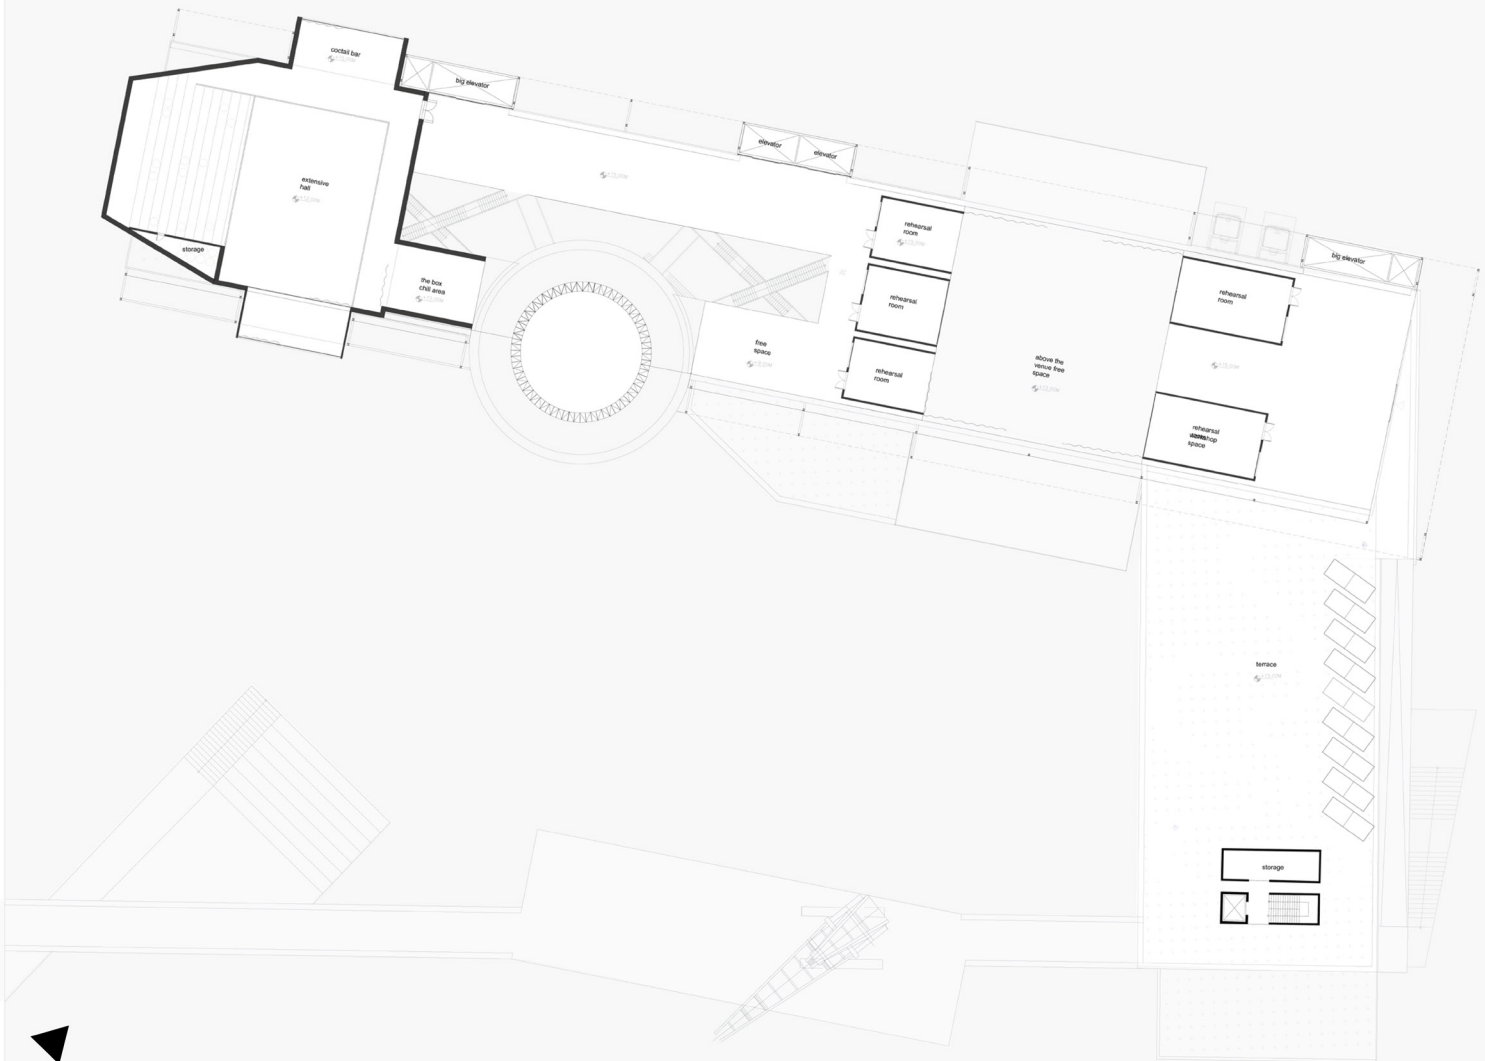 coctail bar
big elevator
elevator
elevator
extensive
hall
storage
the box
chill area
rehearsal
room
rehearsal
room
rehearsal
room
free
space
above the
venue free
space
rehearsal
room
big elevator
rehearsal
space
terrace
storage